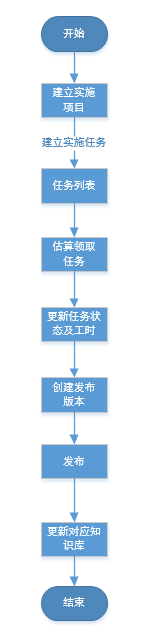 开始
建立实施
项目
建立实施任务
任务列表
估算领取
任务
更新任务状
态及工时
创建发布
版本
发布
更新对应知
识库
结束